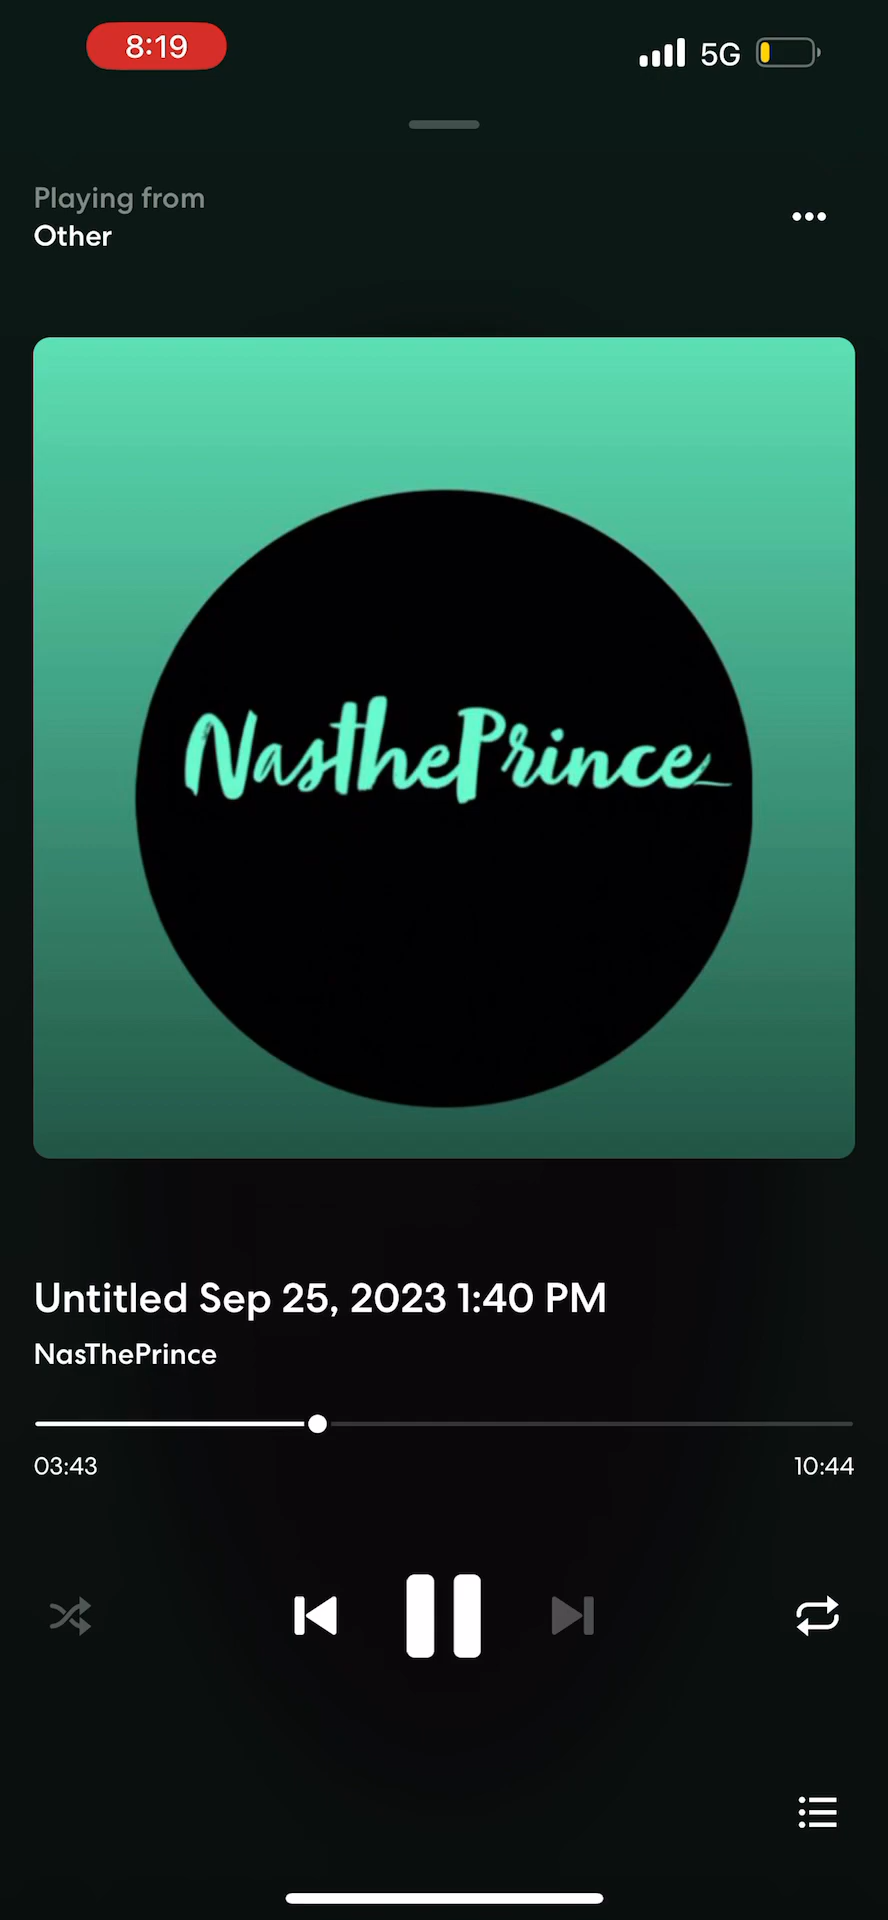 8:19
5G
Playing from
Other
NasthePrince
Untitled Sep 25, 2023 1:40 PM
NasThePrince
03:43
10:44